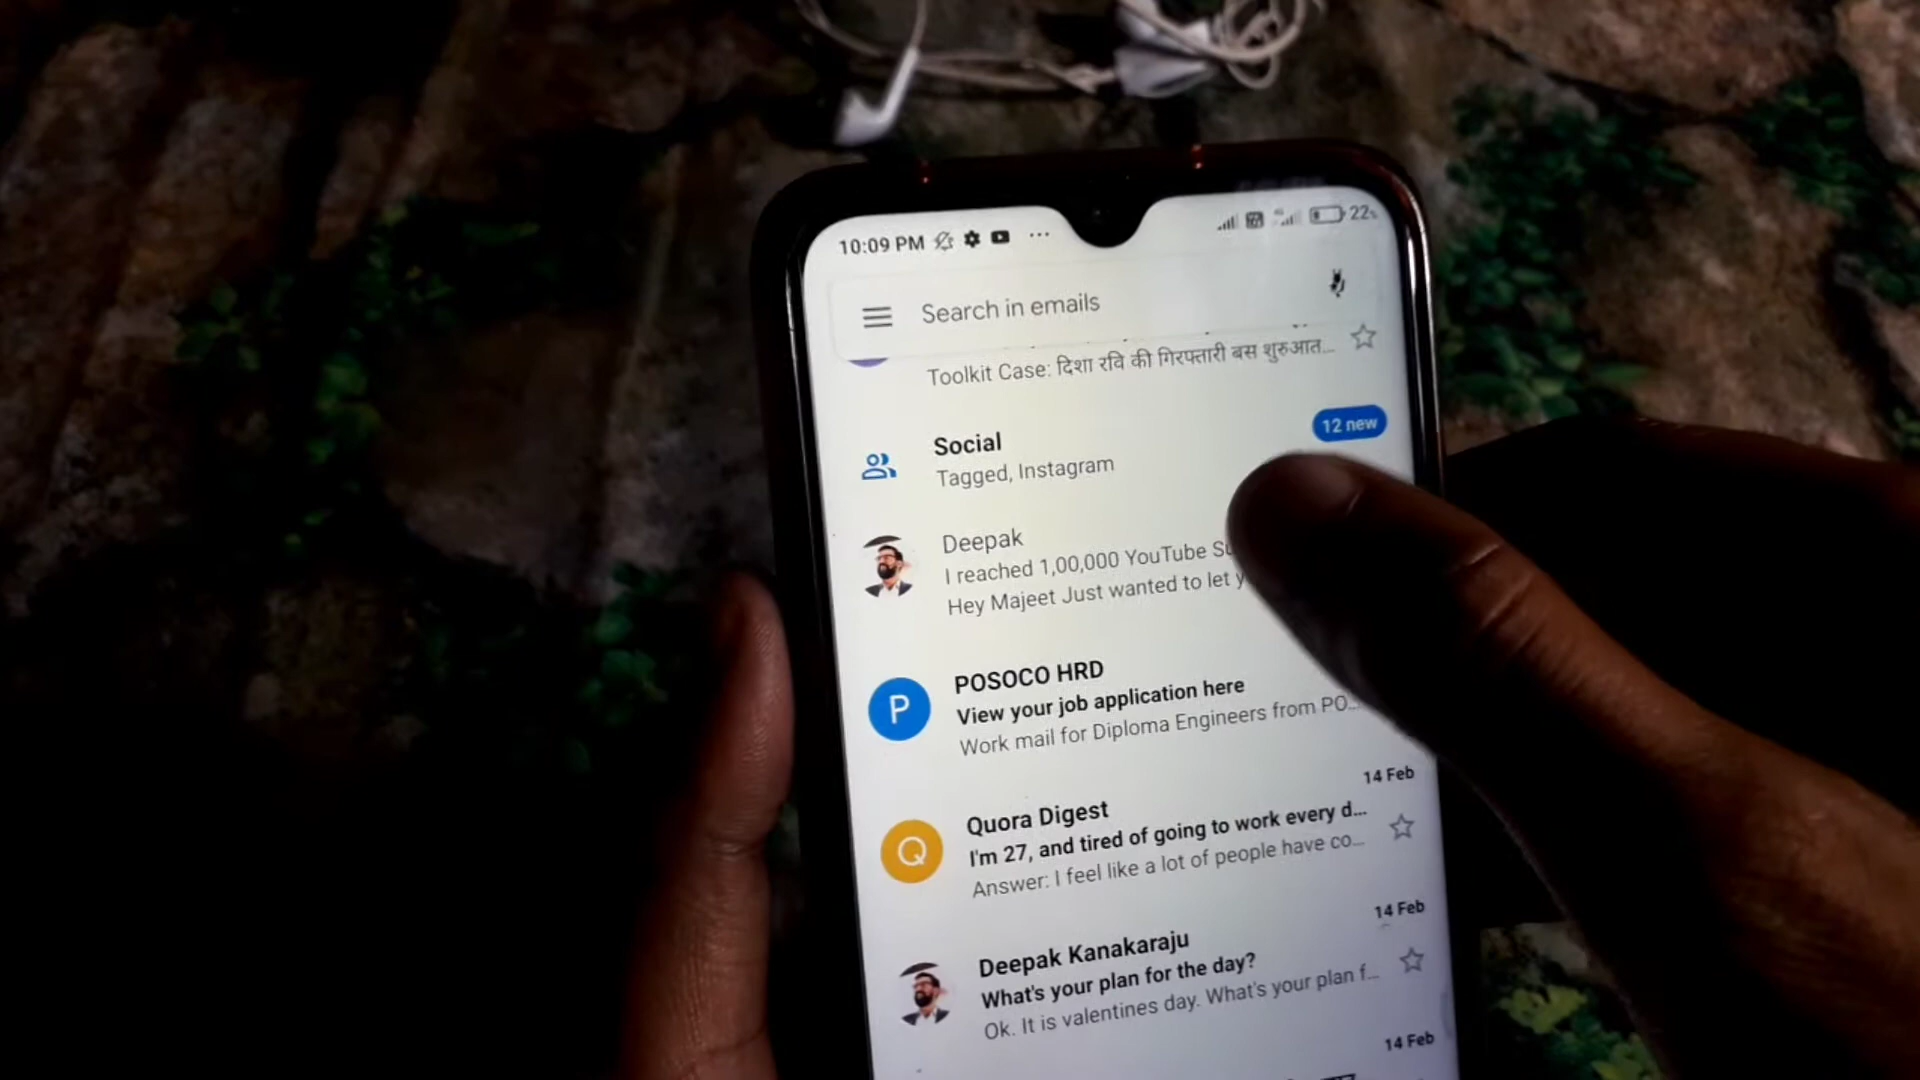 10:09 PM
22%
Search in emails
Toolkit Case: दिशा रवि की गिरफ्तारी बस शुरुआत...
Social
12 new
Tagged, Instagram
Deepak
I reached 1,00,000 YouTube
Hey Majeet Just wanted to let
POSOCO HRD
View your job application here
Work mail for Diploma Engineers from PO...
14 Feb
Quora Digest
I'm 27, and tired of going to work every d...
Answer: I feel like a lot of people have co...
14 Feb
Deepak Kanakaraju
What's your plan for the day?
Ok. It is valentines day. What's your plan f...
14 Feb
P
Q